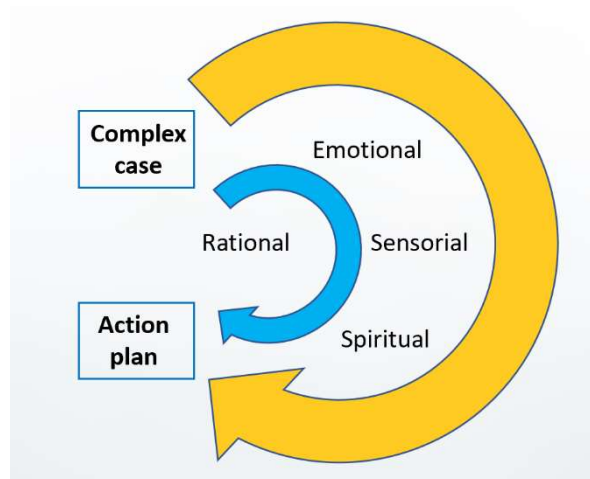 Complex
case
Emotional
Rational
Sensorial
Action
plan
Spiritual